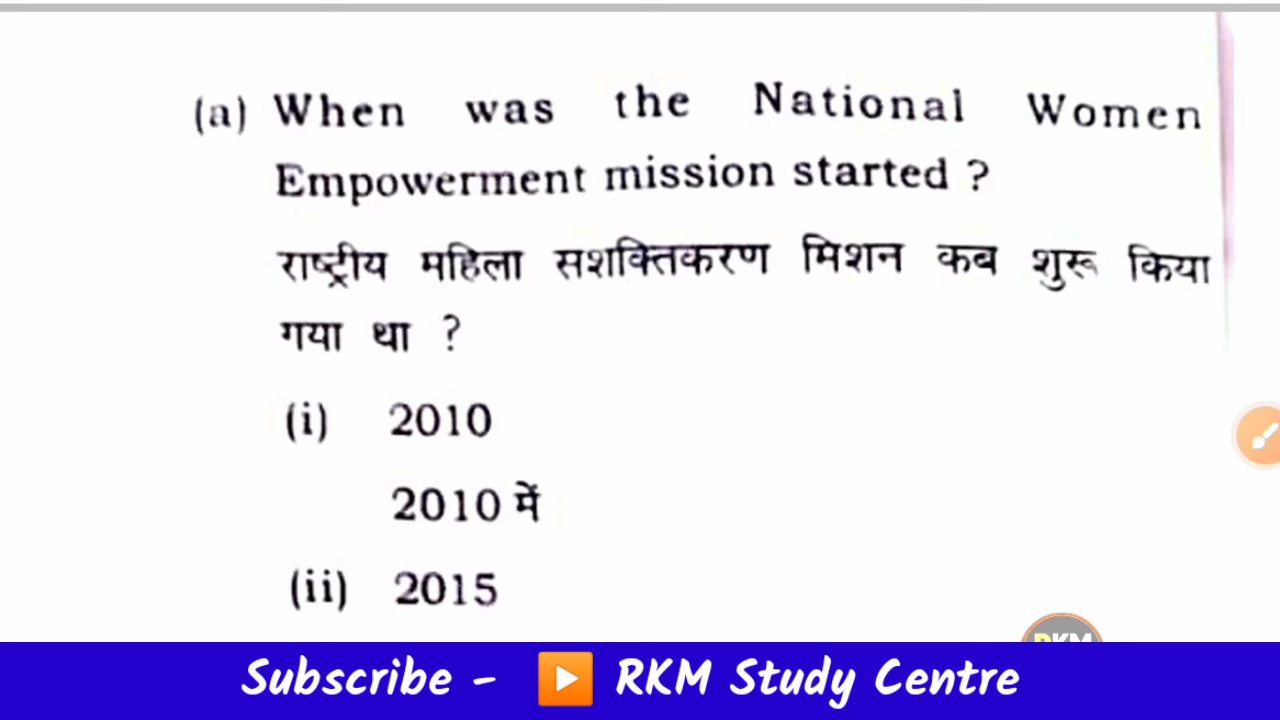 (a) When was the National Women
Empowerment mission started ?
राष्ट्रीय महिला सशक्तिकरण मिशन कब शुरू किया
गया था ?
(i) 2010
2010 में
(ii) 2015
RKM
Subscribe - ▶️ RKM Study Centre